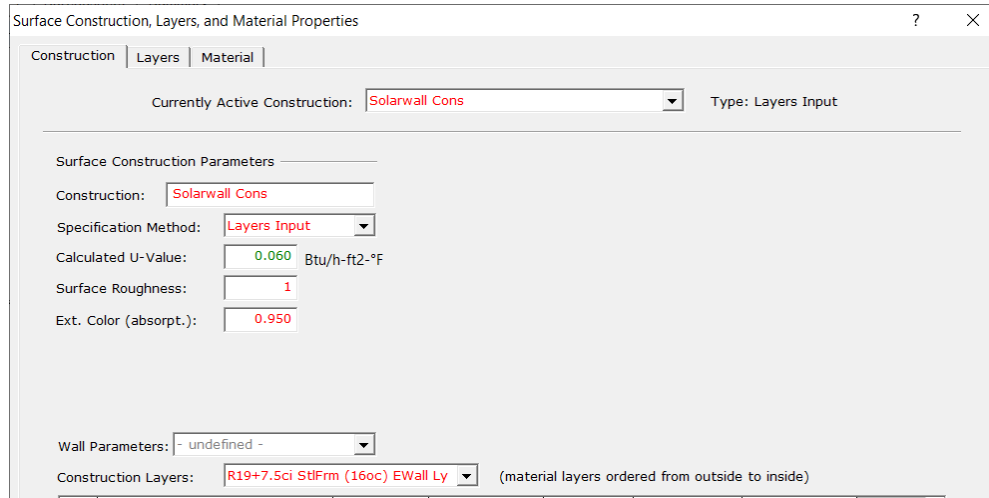 Surface Construction, Layers, and Material Properties ?
Construction Layers Material
Currently Active Construction: Solarwall Cons Type: Layers Input
Surface Construction Parameters
Construction: Solarwall Cons
Specification Method: Layers Input
Calculated U-Value: 0.060 Btu/h-ft2-°F
Surface Roughness: 1
Ext. Color (absorpt.): 0.950
Wall Parameters: - undefined -
Construction Layers: R19+7.5ci StlFrm (16oc) EWall Ly (material layers ordered from outside to inside)